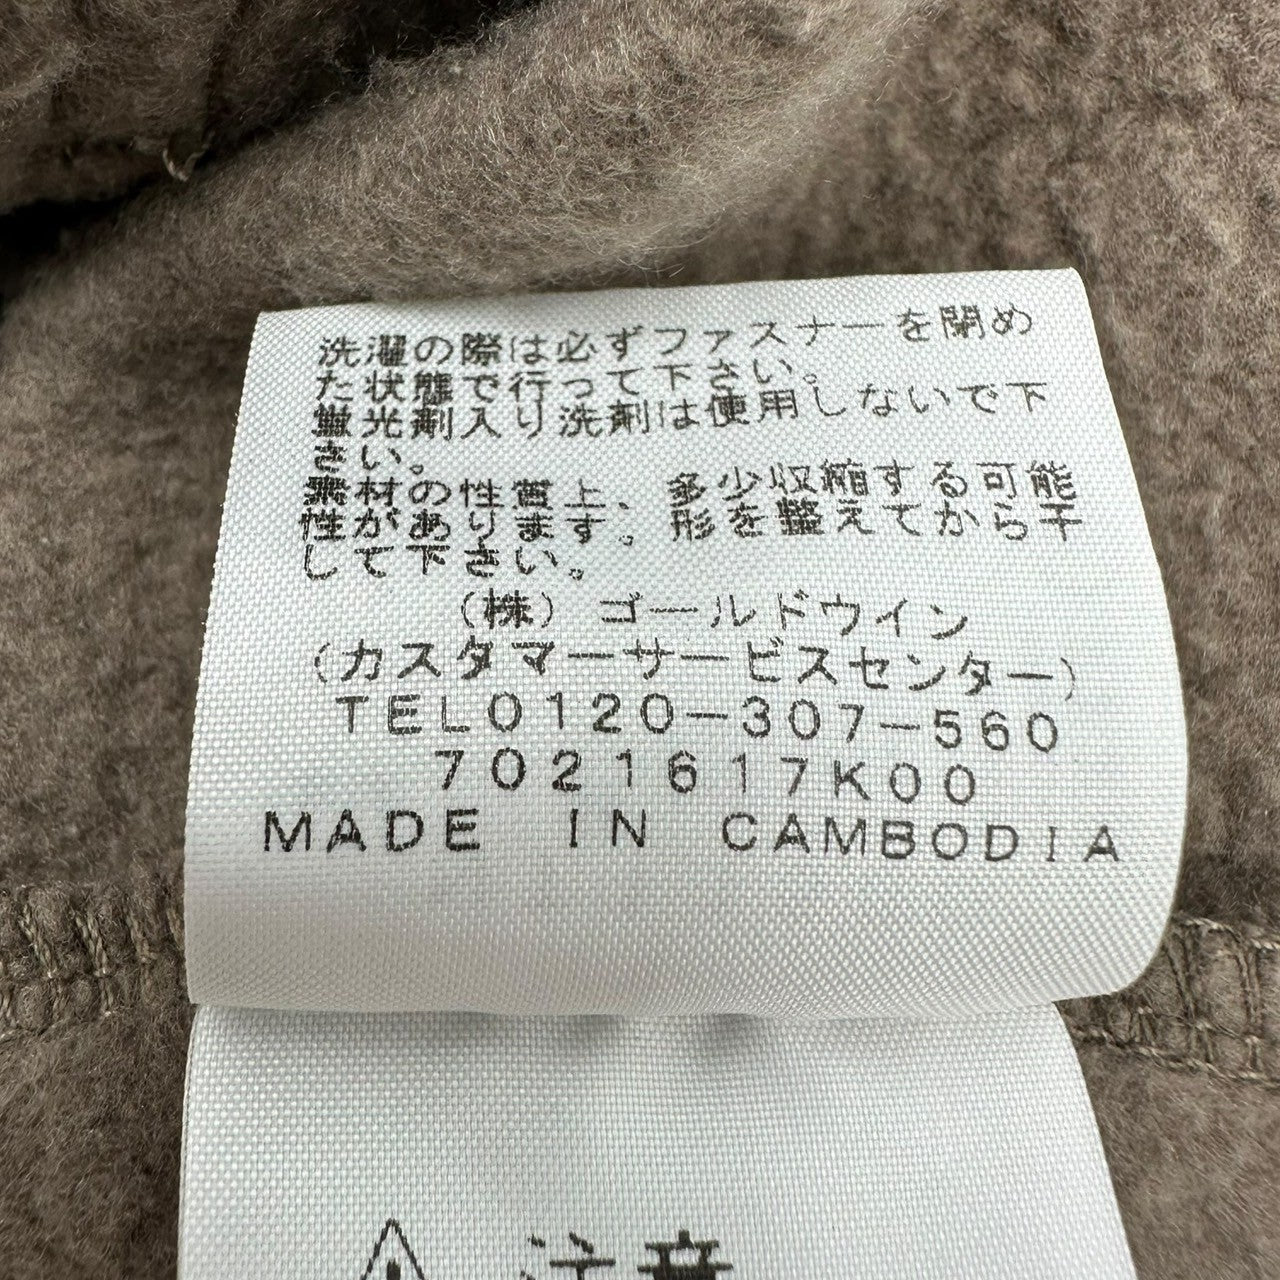 洗濯の際は必ずファスナーを閉め
た状態で行って下さい。
蛍光剤入り洗剤は使用しないで下
さい。
素材の性質上、多少収縮する可能
性があります。形を整えてから干
して下さい。
(株) ゴールドウイン
(カスタマーサービスセンター)
TEL0120-307-560
7021617K00
MADE IN CAMBODIA
注意